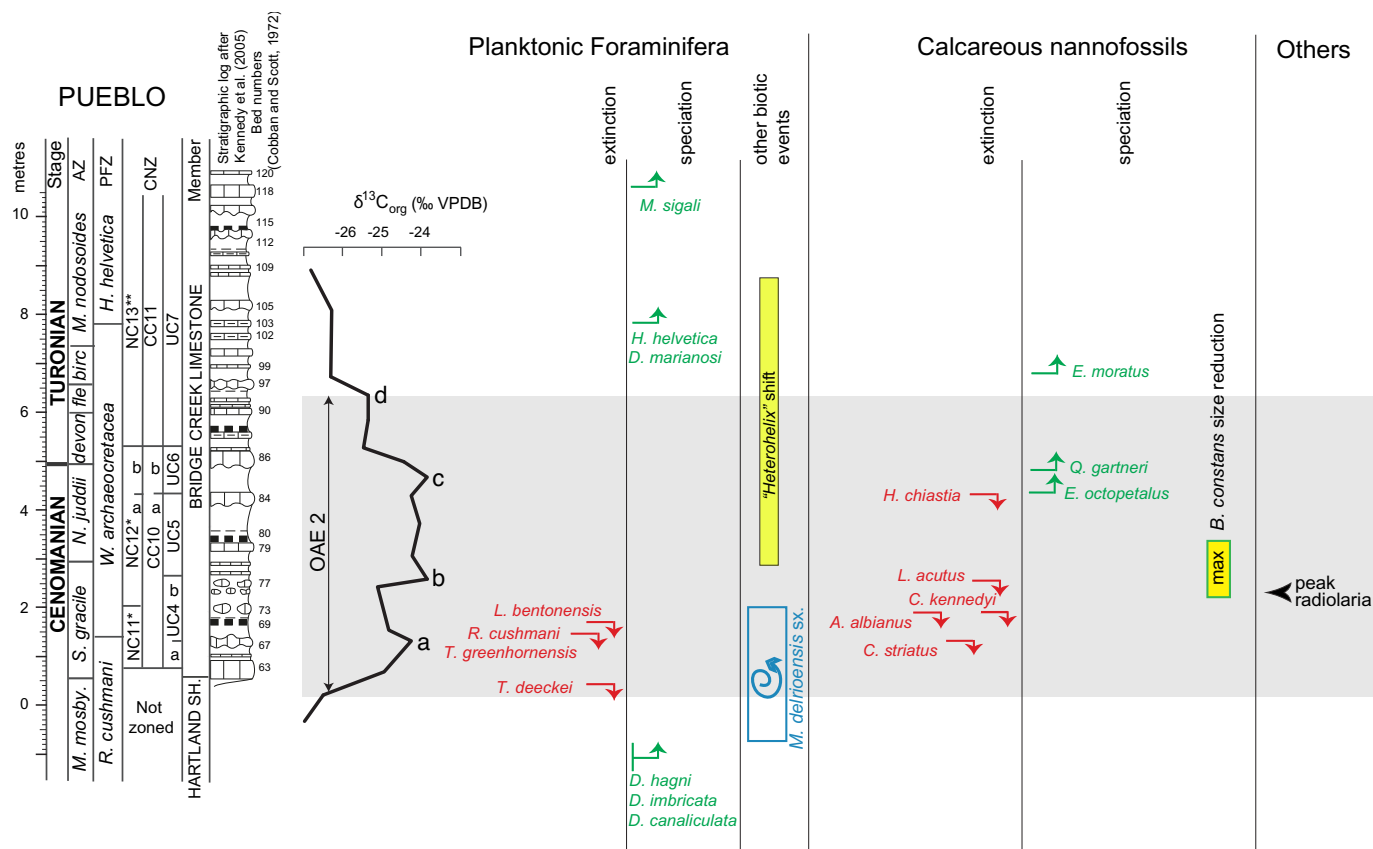 Planktonic Foraminifera
Calcareous nannofossils
Others
PUEBLO
metres
Stage
AZ
PFZ
CNZ
Member
Stratigraphic log after
Kennedy et al. (2005)
Bed numbers
(Cobban and Scott, 1972)
extinction
speciation
other biotic
events
extinction
speciation
δ13Corg (‰ VPDB)
-26 -25 -24
10
8
6
4
2
0
TURONIAN
CENOMANIAN
M. nodosoides
birc
fle
devon
N. juddii
S. gracile
M. mosby.
H. helvetica
W. archaeocretacea
R. cushmani
NC13**
b
a
NC12*
NC11*
CC11
b
a
CC10
UC7
UC6
UC5
b
UC4
a
Not
zoned
BRIDGE CREEK LIMESTONE
HARTLAND SH.
120
118
115
112
109
105
103
102
99
97
90
86
84
80
79
77
73
69
67
63
d
c
b
a
OAE 2
M. sigali
H. helvetica
D. marianosi
L. bentonensis
R. cushmani
T. greenhornensis
T. deeckei
D. hagni
D. imbricata
D. canaliculata
"Heterohelix" shift
M. delrioensis sx.
H. chiastia
L. acutus
C. kennedyi
A. albianus
C. striatus
E. moratus
Q. gartneri
E. octopetalus
B. constans size reduction
max
peak
radiolaria